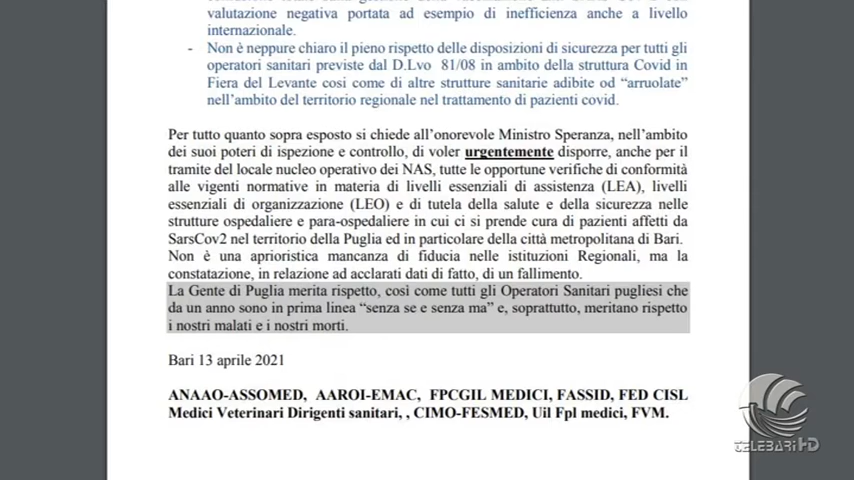 valutazione negativa portata ad esempio di inefficienza anche a livello
internazionale.
- Non è neppure chiaro il pieno rispetto delle disposizioni di sicurezza per tutti gli
operatori sanitari previste dal D.Lvo 81/08 in ambito della struttura Covid in
Fiera del Levante cosi come di altre strutture sanitarie adibite od “arruolate”
nell’ambito del territorio regionale nel trattamento di pazienti covid.
Per tutto quanto sopra esposto si chiede all’onorevole Ministro Speranza, nell’ambito
dei suoi poteri di ispezione e controllo, di voler urgentemente disporre, anche per il
tramite del locale nucleo operativo dei NAS, tutte le opportune verifiche di conformità
alle vigenti normative in materia di livelli essenziali di assistenza (LEA), livelli
essenziali di organizzazione (LEO) e di tutela della salute e della sicurezza nelle
strutture ospedaliere e para-ospedaliere in cui ci si prende cura di pazienti affetti da
SarsCov2 nel territorio della Puglia ed in particolare della città metropolitana di Bari.
Non è una aprioristica mancanza di fiducia nelle istituzioni Regionali, ma la
constatazione, in relazione ad acclarati dati di fatto, di un fallimento.
La Gente di Puglia merita rispetto, così come tutti gli Operatori Sanitari pugliesi che
da un anno sono in prima linea “senza se e senza ma” e, soprattutto, meritano rispetto
i nostri malati e i nostri morti.
Bari 13 aprile 2021
ANAAO-ASSOMED, AAROI-EMAC, FPCGIL MEDICI, FASSID, FED CISL
Medici Veterinari Dirigenti sanitari, , CIMO-FESMED, Uil Fpl medici, FVM.
TELEBARI HD